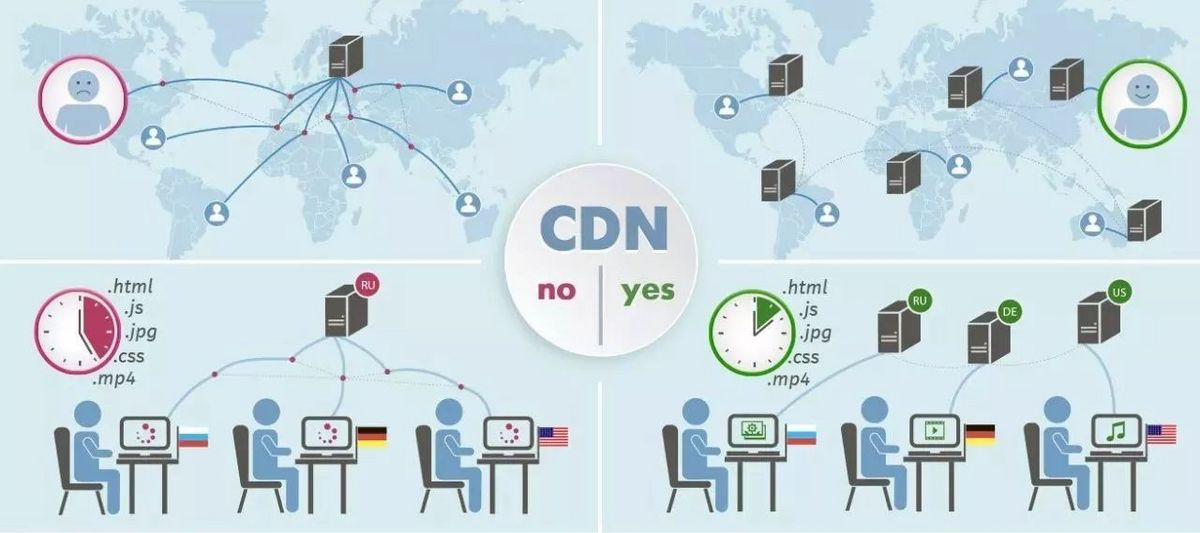 CDN
no
yes
.html
.js
.jpg
.css
.mp4
RU
.html
.js
.jpg
.css
.mp4
RU
DE
US